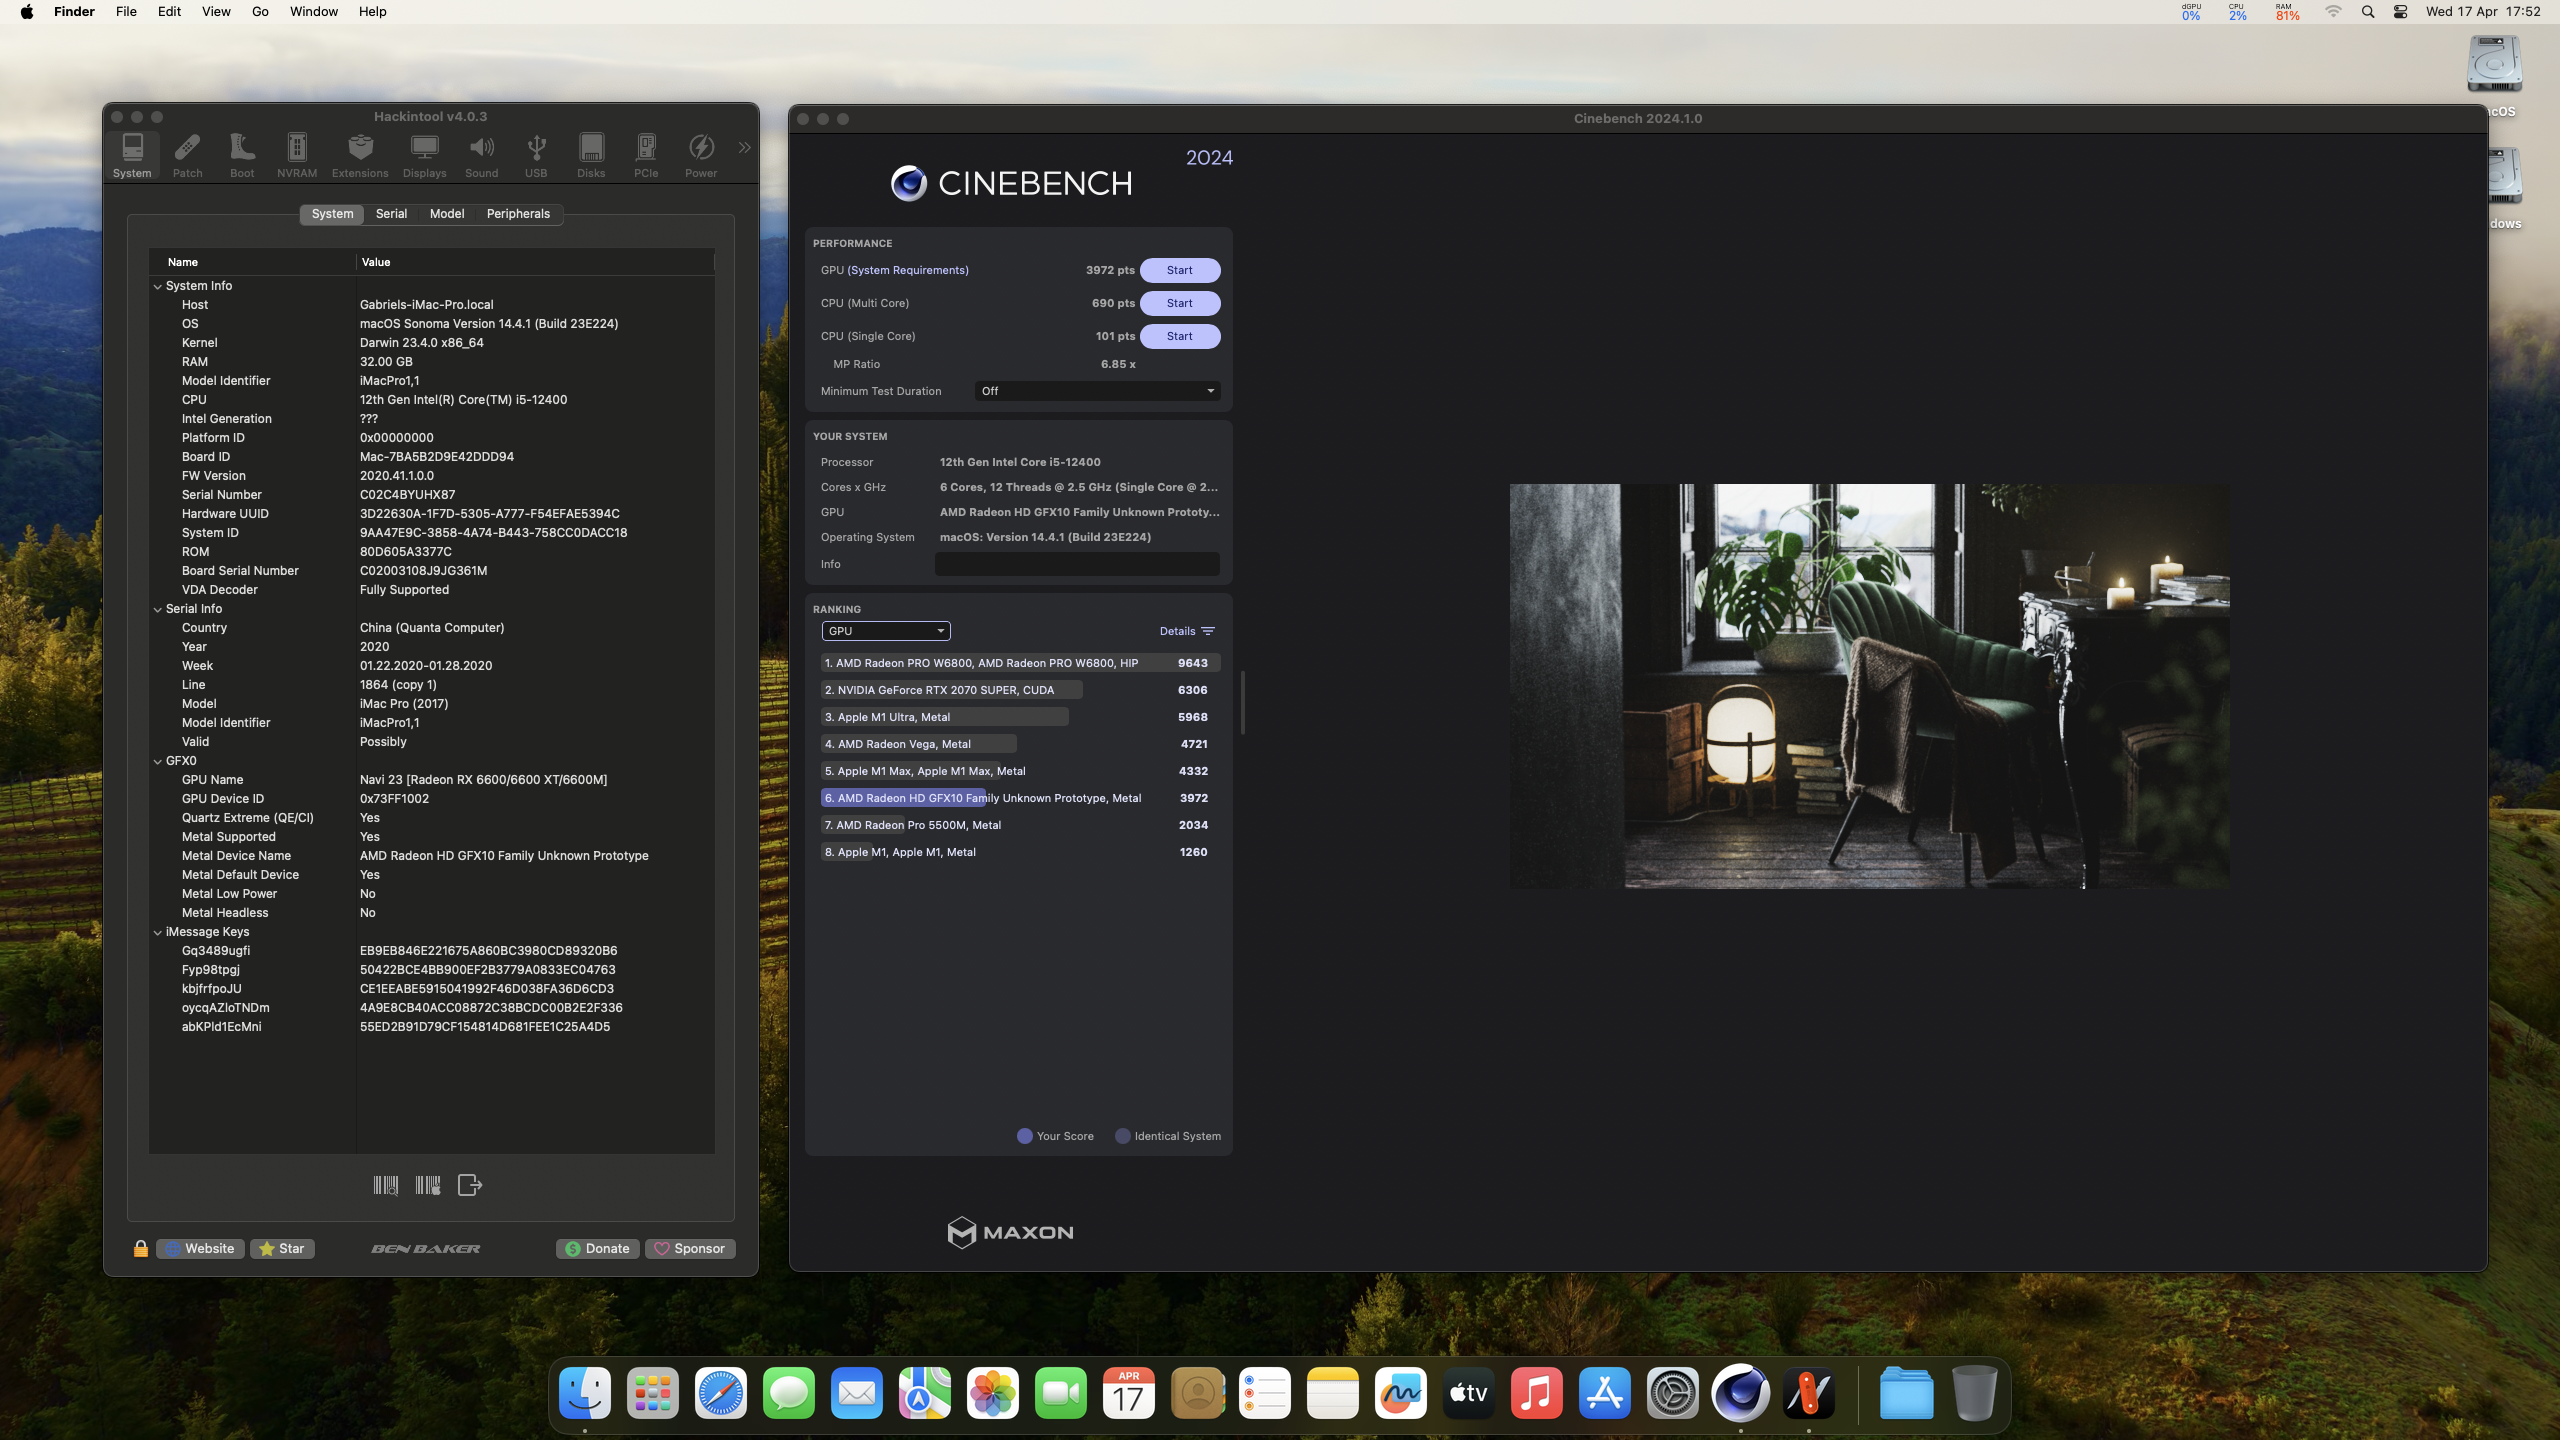 Finder File Edit View Go Window Help
dGPU 0% CPU 2% RAM 81% Wed 17 Apr 17:52
cOS
dows
Hackintool v4.0.3
System Patch Boot NVRAM Extensions Displays Sound USB Disks PCIe Power
System Serial Model Peripherals
Name Value
System Info
Host Gabriels-iMac-Pro.local
OS macOS Sonoma Version 14.4.1 (Build 23E224)
Kernel Darwin 23.4.0 x86_64
RAM 32.00 GB
Model Identifier iMacPro1,1
CPU 12th Gen Intel(R) Core(TM) i5-12400
Intel Generation ???
Platform ID 0x00000000
Board ID Mac-7BA5B2D9E42DDD94
FW Version 2020.41.1.0.0
Serial Number C02C4BYUHX87
Hardware UUID 3D22630A-1F7D-5305-A777-F54EFAE5394C
System ID 9AA47E9C-3858-4A74-B443-758CC0DACC18
ROM 80D605A3377C
Board Serial Number C02003108J9JG361M
VDA Decoder Fully Supported
Serial Info
Country China (Quanta Computer)
Year 2020
Week 01.22.2020-01.28.2020
Line 1864 (copy 1)
Model iMac Pro (2017)
Model Identifier iMacPro1,1
Valid Possibly
GFX0
GPU Name Navi 23 [Radeon RX 6600/6600 XT/6600M]
GPU Device ID 0x73FF1002
Quartz Extreme (QE/CI) Yes
Metal Supported Yes
Metal Device Name AMD Radeon HD GFX10 Family Unknown Prototype
Metal Default Device Yes
Metal Low Power No
Metal Headless No
iMessage Keys
Gq3489ugfi EB9EB846E221675A860BC3980CD89320B6
Fyp98tpgj 50422BCE4BB900EF2B3779A0833EC04763
kbjfrfpoJU CE1EEABE5915041992F46D038FA36D6CD3
oycqAZloTNDm 4A9E8CB40ACC08872C38BCDC00B2E2F336
abKPld1EcMni 55ED2B91D79CF154814D681FEE1C25A4D5
Website Star BEN BAKER Donate Sponsor
Cinebench 2024.1.0
2024
CINEBENCH
PERFORMANCE
GPU (System Requirements) 3972 pts Start
CPU (Multi Core) 690 pts Start
CPU (Single Core) 101 pts Start
MP Ratio 6.85 x
Minimum Test Duration Off
YOUR SYSTEM
Processor 12th Gen Intel Core i5-12400
Cores x GHz 6 Cores, 12 Threads @ 2.5 GHz (Single Core @ 2...
GPU AMD Radeon HD GFX10 Family Unknown Prototy...
Operating System macOS: Version 14.4.1 (Build 23E224)
Info
RANKING
GPU Details
1. AMD Radeon PRO W6800, AMD Radeon PRO W6800, HIP 9643
2. NVIDIA GeForce RTX 2070 SUPER, CUDA 6306
3. Apple M1 Ultra, Metal 5968
4. AMD Radeon Vega, Metal 4721
5. Apple M1 Max, Apple M1 Max, Metal 4332
6. AMD Radeon HD GFX10 Family Unknown Prototype, Metal 3972
7. AMD Radeon Pro 5500M, Metal 2034
8. Apple M1, Apple M1, Metal 1260
Your Score Identical System
MAXON
APR
17
tv